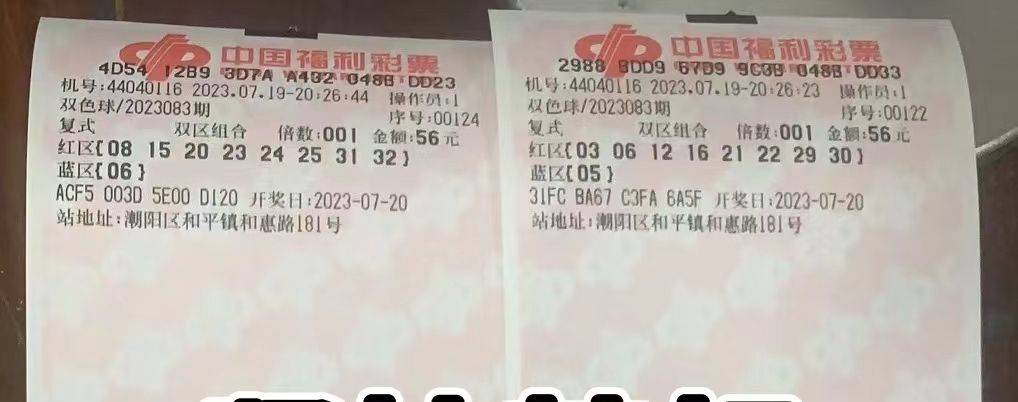 中国福利彩票
4D54 12B9 3D7A A432 048B DD23
机号:44040116 2023.07.19-20:26:44 操作员:1
双色球/2023083期 序号:00124
复式 双区组合 倍数:001 金额:56元
红区{08 15 20 23 24 25 31 32}
蓝区{06}
ACF5 003D 5E00 D120 开奖日:2023-07-20
站地址:潮阳区和平镇和惠路181号
中国福利彩票
2988 8DD9 67D9 9C3B 048B DD33
机号:44040116 2023.07.19-20:26:23 操作员:1
双色球/2023083期 序号:00122
复式 双区组合 倍数:001 金额:56元
红区{03 06 12 16 21 22 29 30}
蓝区{05}
31FC BA67 C3FA 6A5F 开奖日:2023-07-20
站地址:潮阳区和平镇和惠路181号